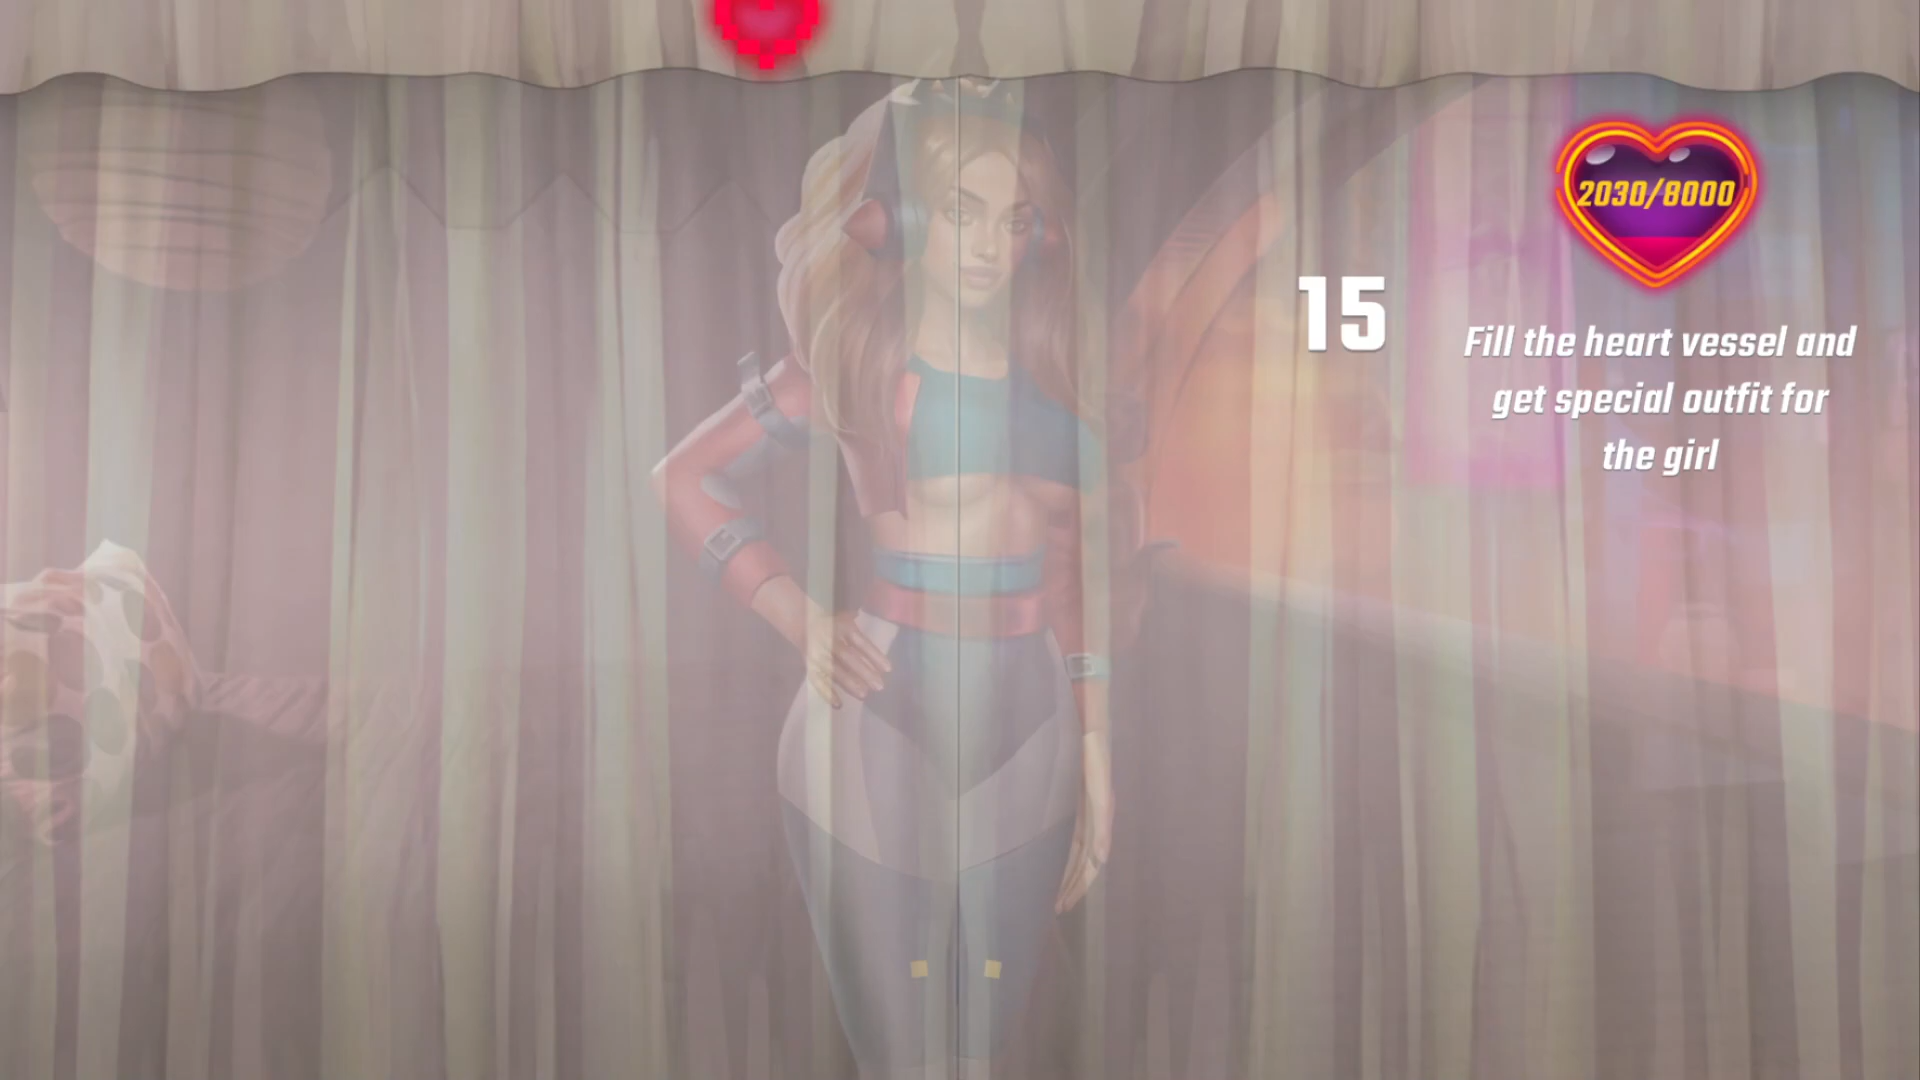 2030/8000
15
Fill the heart vessel and
get special outfit for
the girl